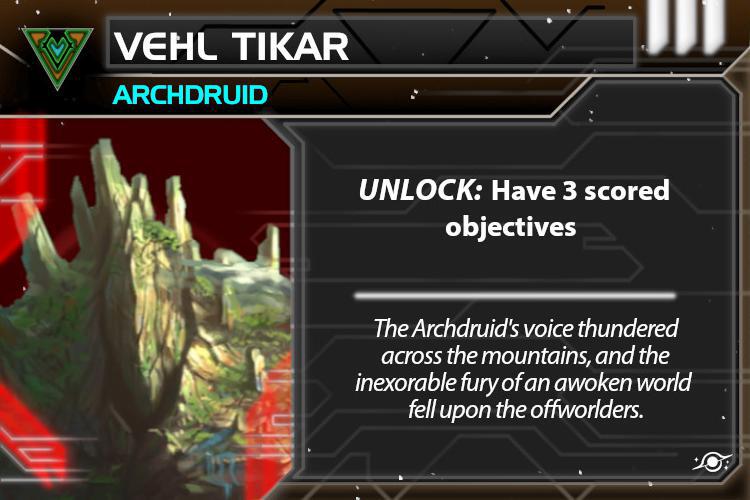 VEHL TIKAR
ARCHDRUID
UNLOCK: Have 3 scored
objectives
The Archdruid's voice thundered
across the mountains, and the
inexorable fury of an awoken world
fell upon the offworlders.